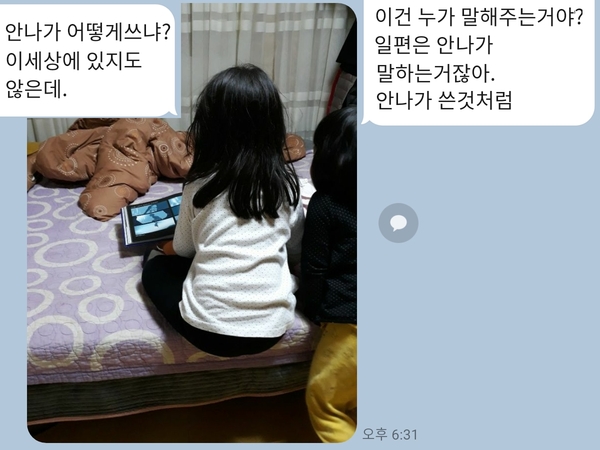 안나가 어떻게쓰냐?
이세상에 있지도
않은데.
이건 누가 말해주는거야?
일편은 안나가
말하는거잖아.
안나가 쓴것처럼
오후 6:31